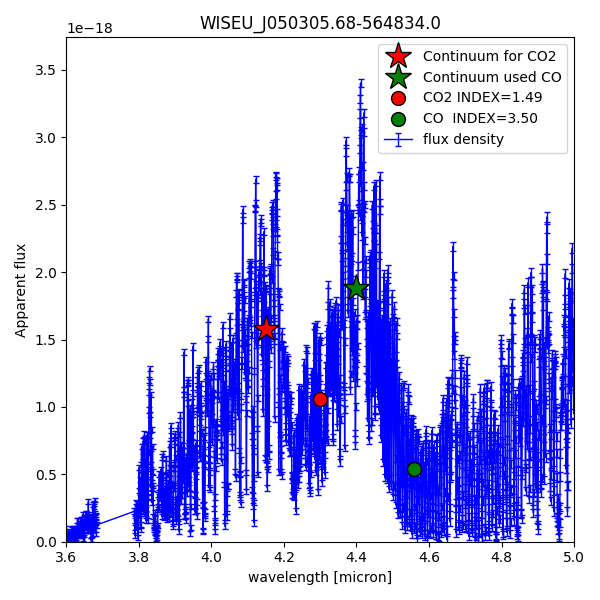 WISEU_J050305.68-564834.0
1e−18
Continuum for CO2
Continuum used CO
CO2 INDEX=1.49
CO  INDEX=3.50
flux density
Apparent flux
3.5
3.0
2.5
2.0
1.5
1.0
0.5
0.0
3.6 3.8 4.0 4.2 4.4 4.6 4.8 5.0
wavelength [micron]